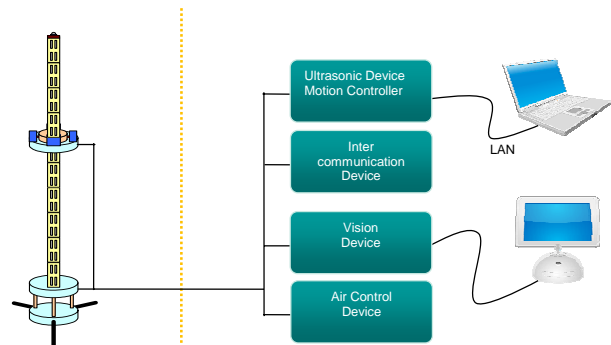 Ultrasonic Device
Motion Controller
LAN
Inter
communication
Device
Vision
Device
Air Control
Device